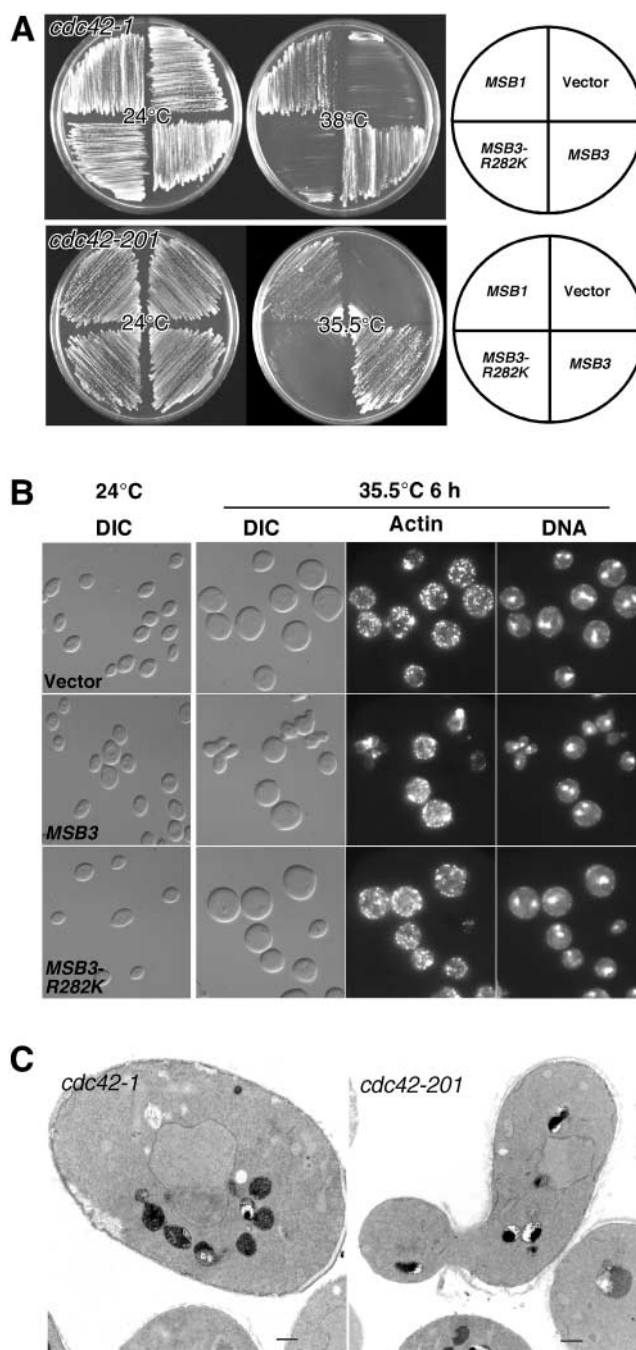 A
cdc42-1
24°C
38°C
MSB1
Vector
MSB3-
R282K
MSB3
cdc42-201
24°C
35.5°C
MSB1
Vector
MSB3-
R282K
MSB3
B
24°C
35.5°C 6 h
DIC
DIC
Actin
DNA
Vector
MSB3
MSB3-
R282K
C
cdc42-1
cdc42-201